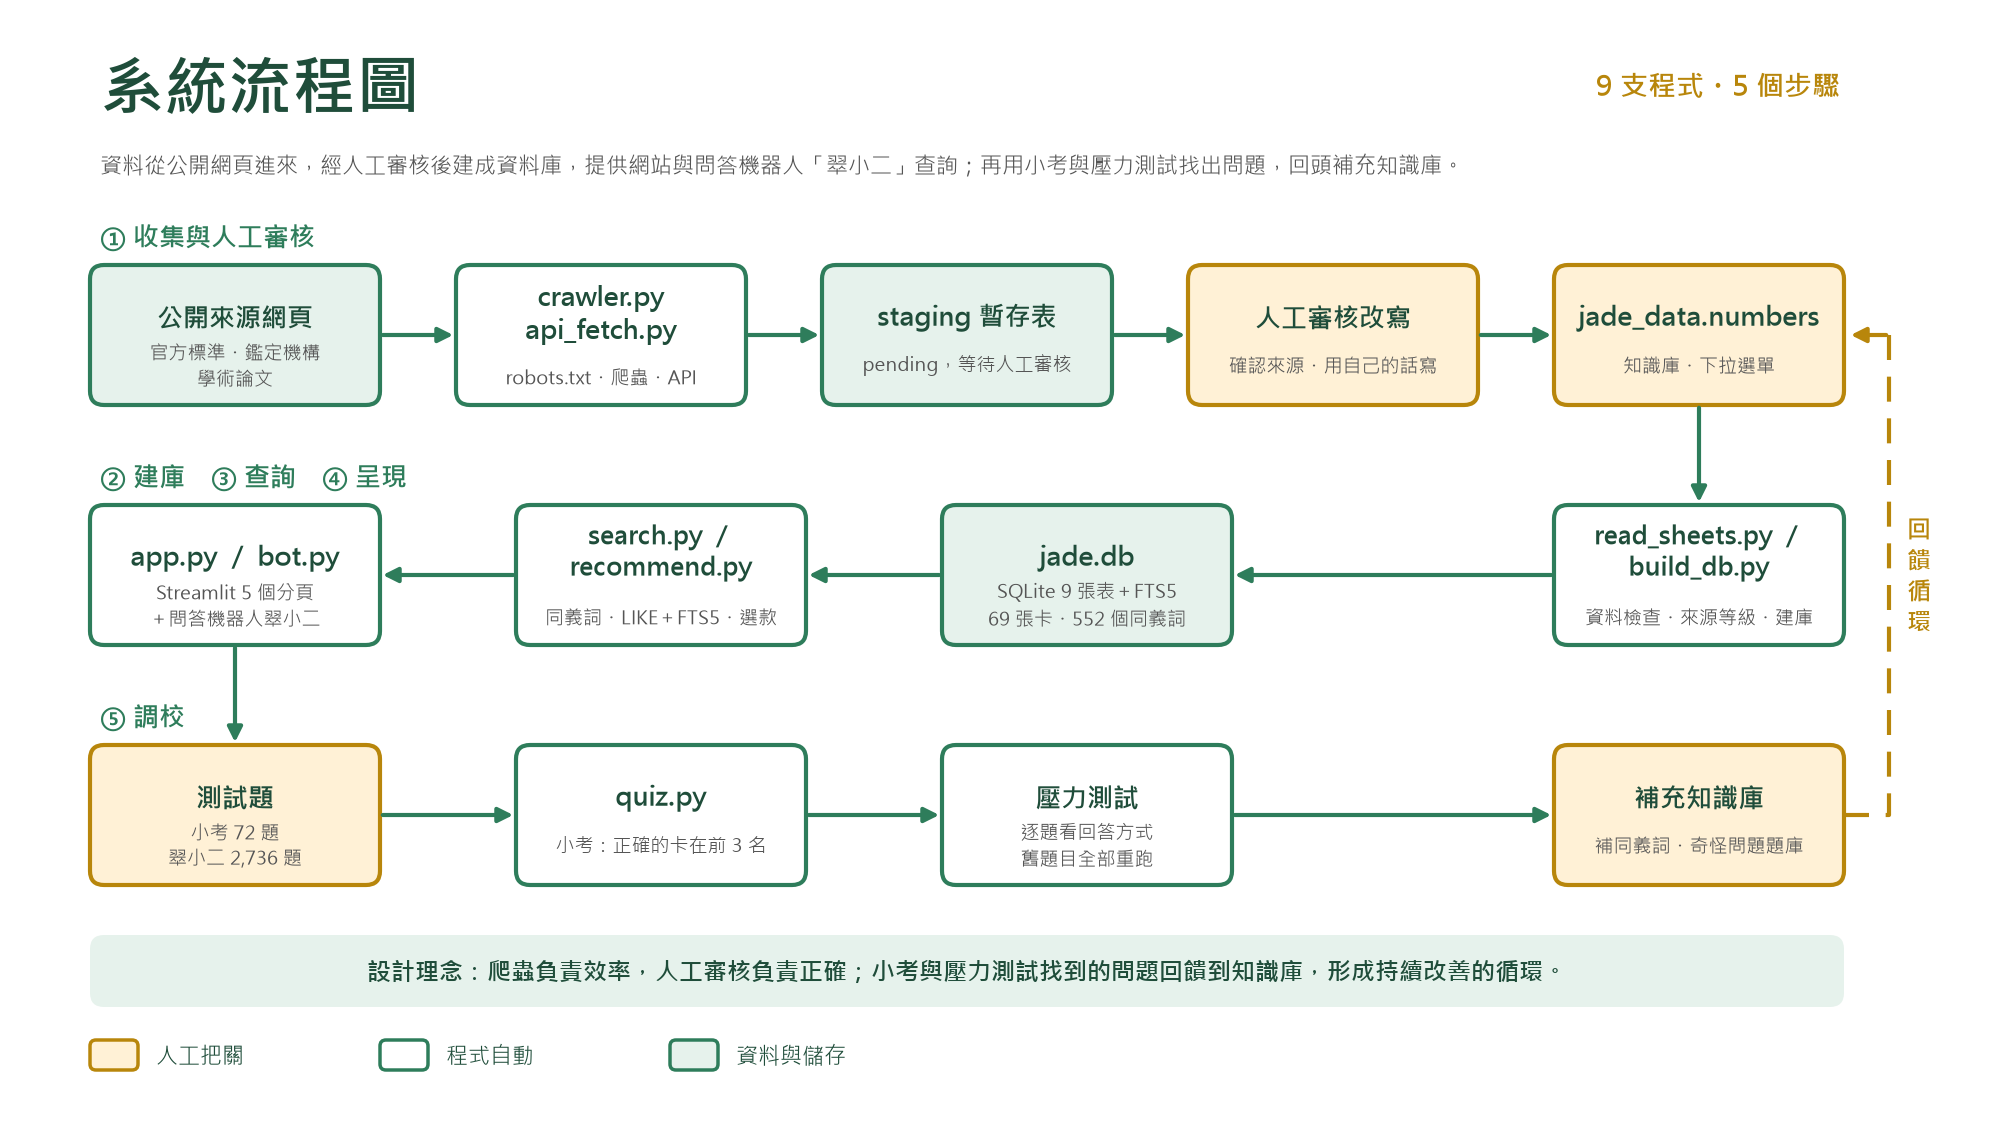 系統流程圖
9 支程式・5 個步驟
資料從公開網頁進來，經人工審核後建成資料庫，提供網站與問答機器人「翠小二」查詢；再用小考與壓力測試找出問題，回頭補充知識庫。
① 收集與人工審核
公開來源網頁
官方標準・鑑定機構
學術論文
crawler.py
api_fetch.py
robots.txt・爬蟲・API
staging 暫存表
pending，等待人工審核
人工審核改寫
確認來源・用自己的話寫
jade_data.numbers
知識庫・下拉選單
② 建庫 ③ 查詢 ④ 呈現
app.py / bot.py
Streamlit 5 個分頁
+ 問答機器人翠小二
search.py /
recommend.py
同義詞・LIKE + FTS5・選款
jade.db
SQLite 9 張表 + FTS5
69 張卡・552 個同義詞
read_sheets.py /
build_db.py
資料檢查・來源等級・建庫
回饋循環
⑤ 調校
測試題
小考 72 題
翠小二 2,736 題
quiz.py
小考：正確的卡在前 3 名
壓力測試
逐題看回答方式
舊題目全部重跑
補充知識庫
補同義詞・奇怪問題題庫
設計理念：爬蟲負責效率，人工審核負責正確；小考與壓力測試找到的問題回饋到知識庫，形成持續改善的循環。
人工把關
程式自動
資料與儲存